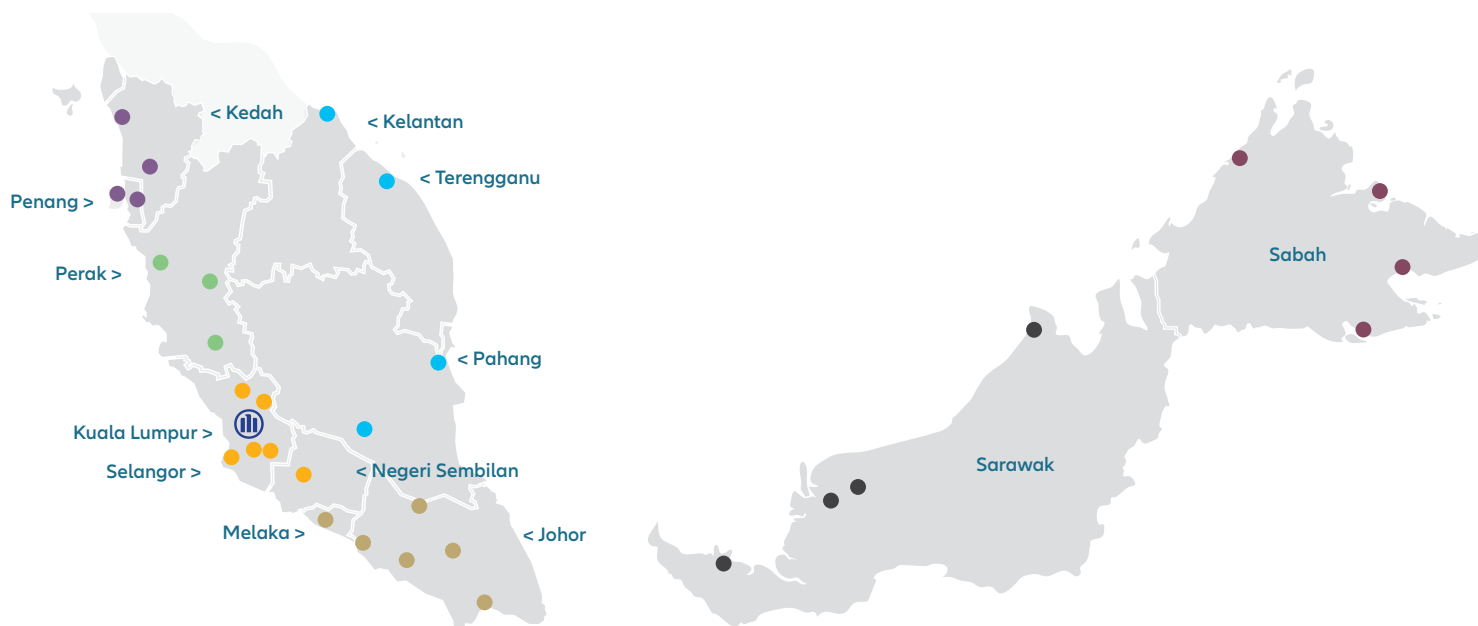 < Kedah
< Kelantan
< Terengganu
Penang >
Sabah
Perak >
< Pahang
Kuala Lumpur >
Selangor >
< Negeri Sembilan
Sarawak
Melaka >
< Johor